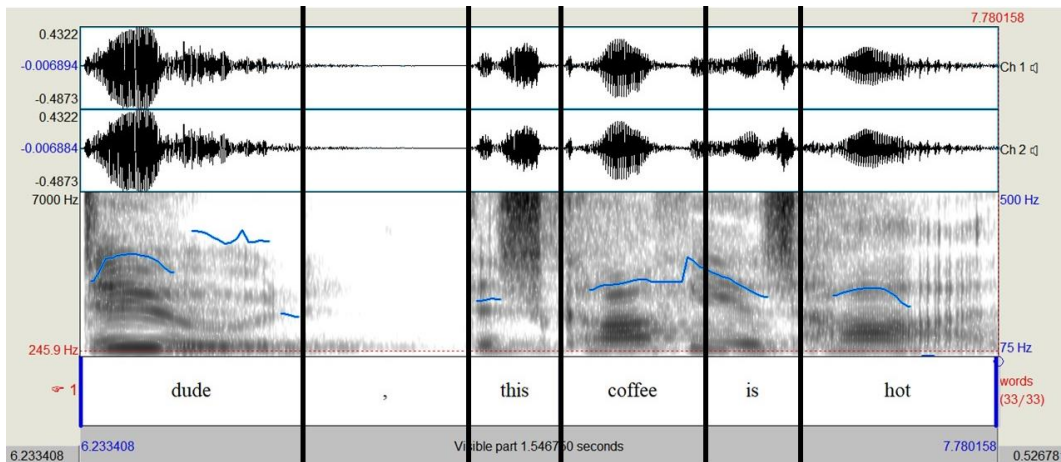 7.780158
0.4322
-0.006894
-0.4873
Ch 1
0.4322
-0.006884
-0.4873
Ch 2
7000 Hz
500 Hz
245.9 Hz
75 Hz
1
dude
,
this
coffee
is
hot
words
(33/33)
6.233408
Visible part 1.546750 seconds
7.780158
6.233408
0.52678